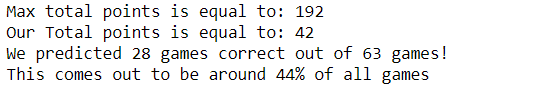 Max total points is equal to: 192
Our Total points is equal to: 42
We predicted 28 games correct out of 63 games!
This comes out to be around 44% of all games